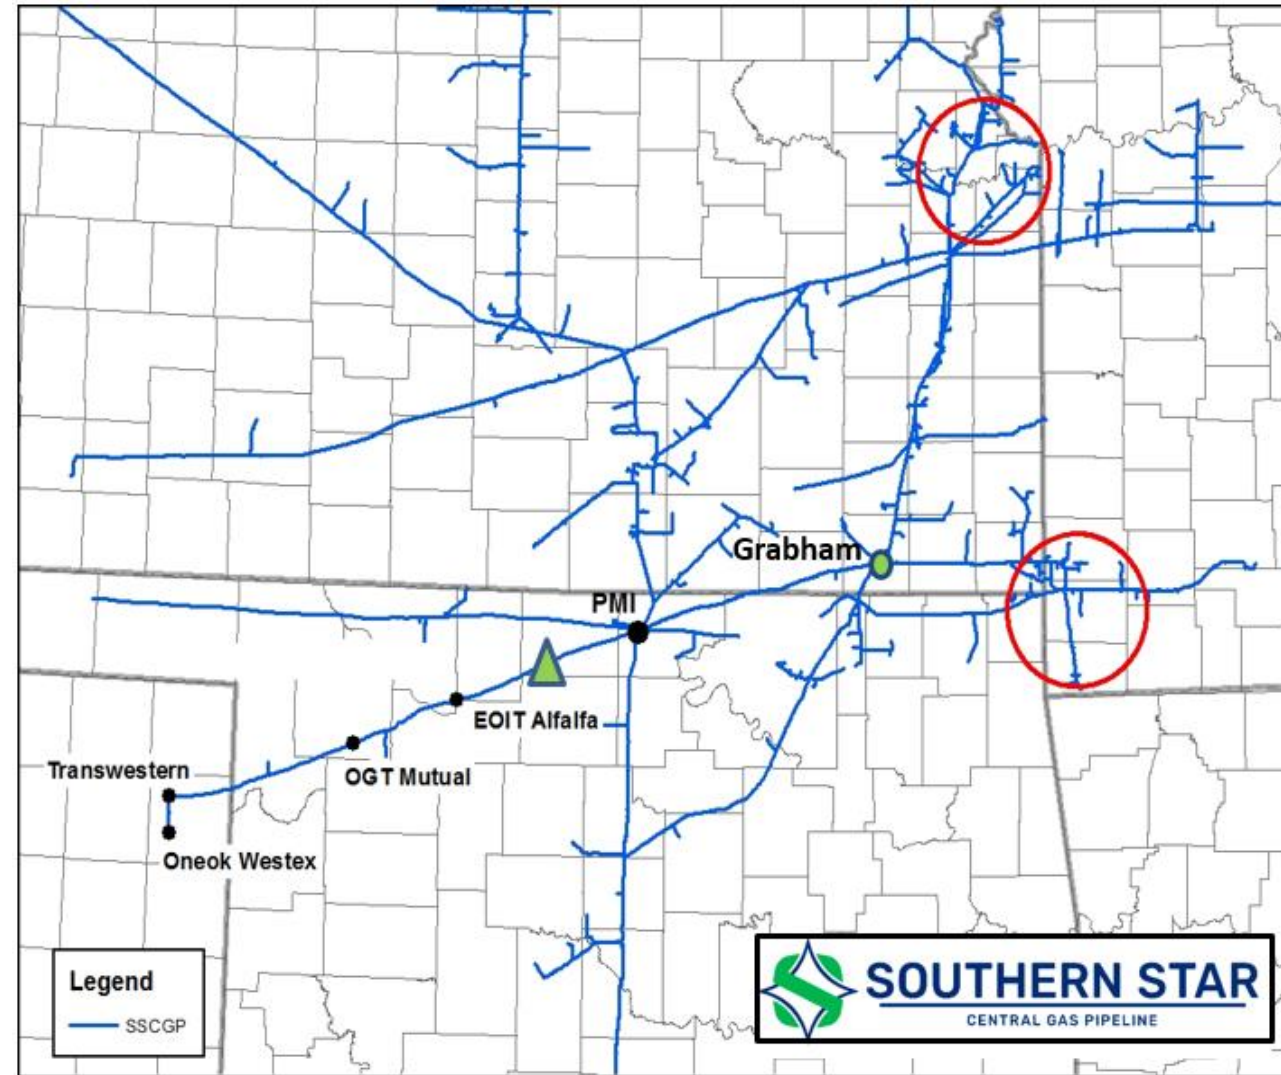 Grabham
PMI
EOIT Alfalfa
OGT Mutual
Transwestern
Oneok Westex
Legend
SSCGP
SOUTHERN STAR
CENTRAL GAS PIPELINE